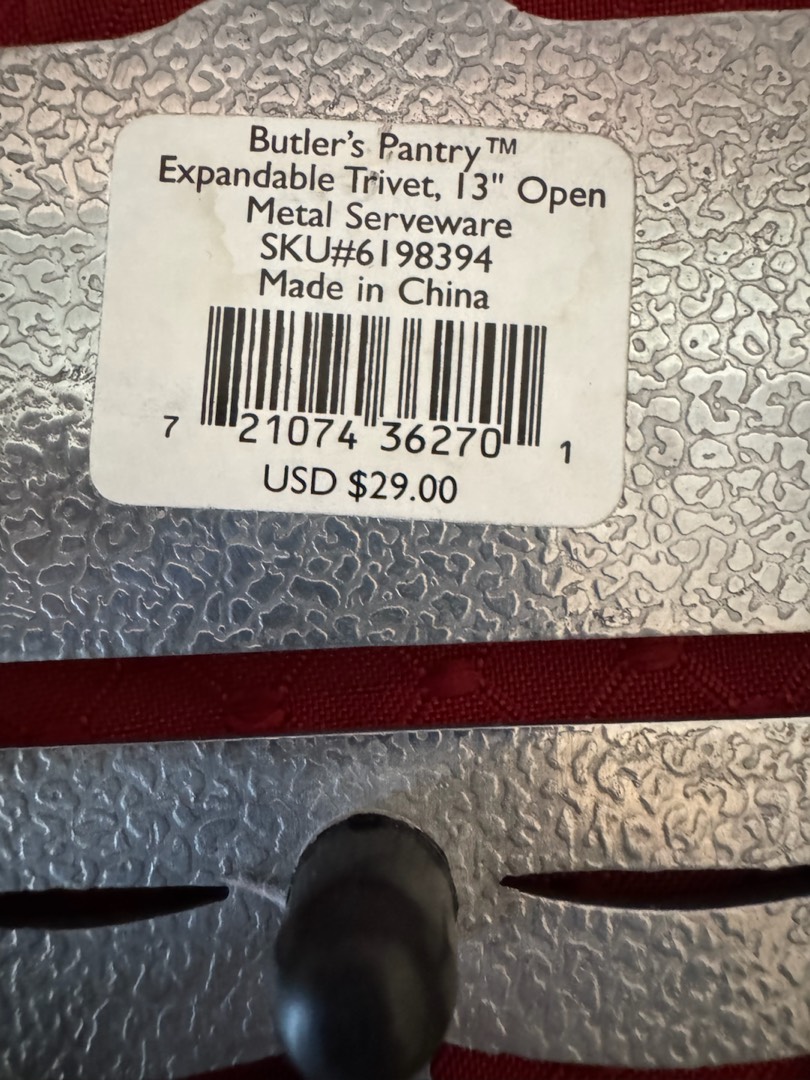 Butler's Pantry™
Expandable Trivet, 13" Open
Metal Serveware
SKU#6198394
Made in China
7 21074 36270 1
USD $29.00